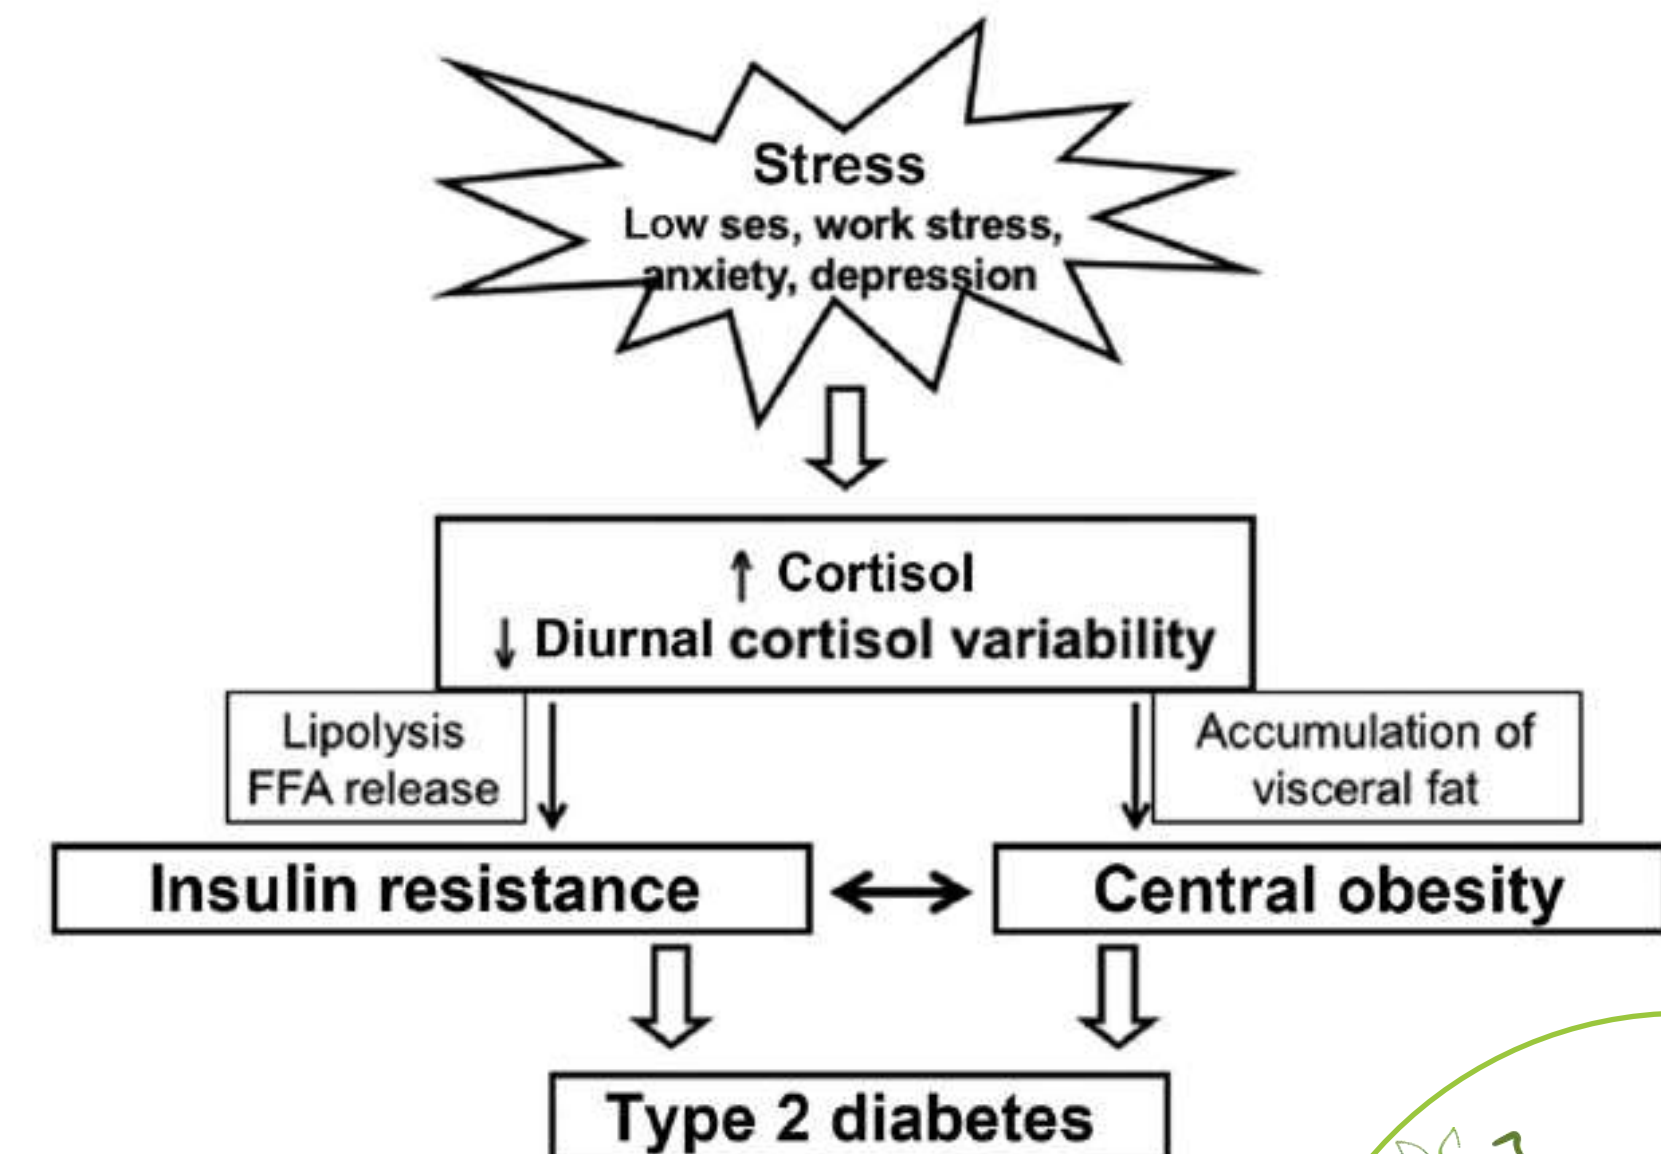 Stress
Low ses, work stress,
anxiety, depression
↑ Cortisol
↓ Diurnal cortisol variability
Lipolysis
FFA release
Accumulation of
visceral fat
Insulin resistance
Central obesity
Type 2 diabetes